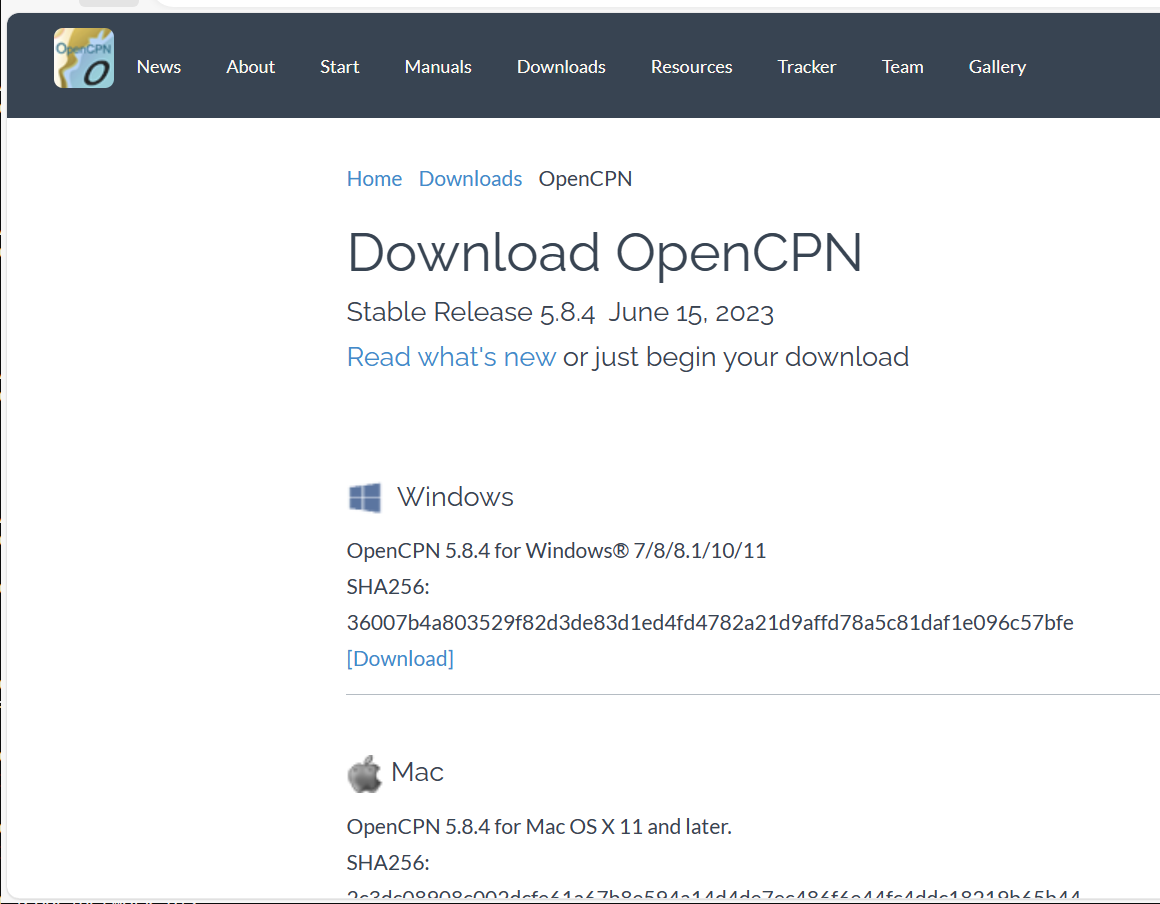 OpenCPN
News About Start Manuals Downloads Resources Tracker Team Gallery
Home Downloads OpenCPN
Download OpenCPN
Stable Release 5.8.4 June 15, 2023
Read what's new or just begin your download
Windows
OpenCPN 5.8.4 for Windows® 7/8/8.1/10/11
SHA256:
36007b4a803529f82d3de83d1ed4fd4782a21d9affd78a5c81daf1e096c57bfe
[Download]
Mac
OpenCPN 5.8.4 for Mac OS X 11 and later.
SHA256: